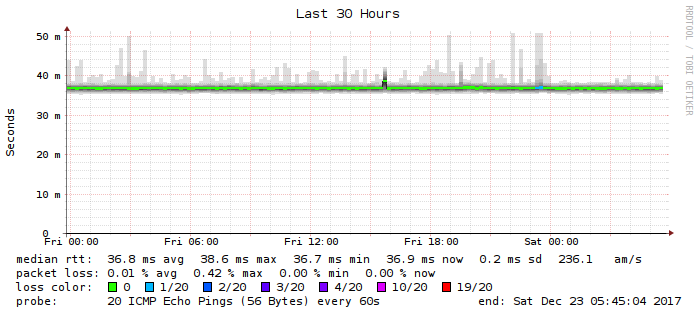 Last 30 Hours
RRDTOOL / TOBI OETIKER
Seconds
50 m
40 m
30 m
20 m
10 m
0
Fri 00:00 Fri 06:00 Fri 12:00 Fri 18:00 Sat 00:00
median rtt: 36.8 ms avg 38.6 ms max 36.7 ms min 36.9 ms now 0.2 ms sd 236.1 am/s
packet loss: 0.01 % avg 0.42 % max 0.00 % min 0.00 % now
loss color: 0 1/20 2/20 3/20 4/20 10/20 19/20
probe: 20 ICMP Echo Pings (56 Bytes) every 60s end: Sat Dec 23 05:45:04 2017